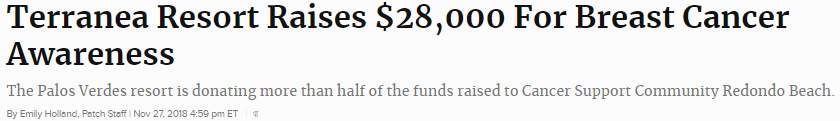 Terranea Resort Raises $28,000 For Breast Cancer
Awareness
The Palos Verdes resort is donating more than half of the funds raised to Cancer Support Community Redondo Beach.
By Emily Holland, Patch Staff | Nov 27, 2018 4:59 pm ET